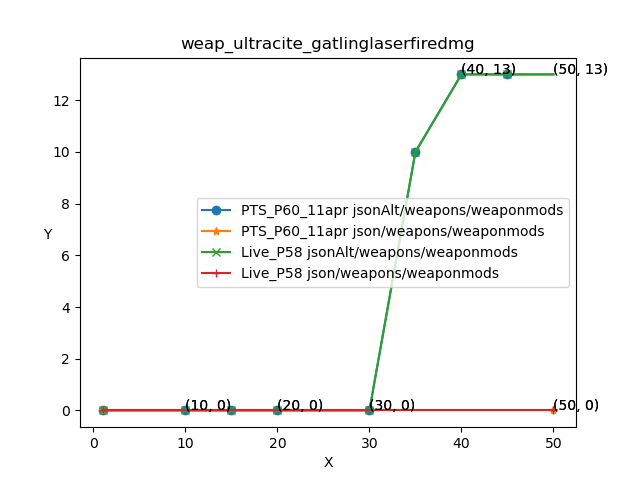 weap_ultracite_gatlinglaserfiredmg
(40, 13)
(50, 13)
12
10
8
6
4
2
0
Y
PTS_P60_11apr jsonAlt/weapons/weaponmods
PTS_P60_11apr json/weapons/weaponmods
Live_P58 jsonAlt/weapons/weaponmods
Live_P58 json/weapons/weaponmods
(10, 0)
(20, 0)
(30, 0)
(50, 0)
0
10
20
30
40
50
X